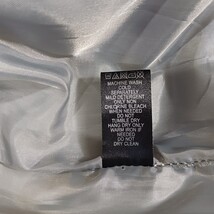 MACHINE WASH
COLD
SEPARATELY
MILD DETERGENT
ONLY NON
CHLORINE BLEACH
WHEN NEEDED
DO NOT
TUMBLE DRY
HANG DRY ONLY
WARM IRON IF
NEEDED
DO NOT
DRY CLEAN